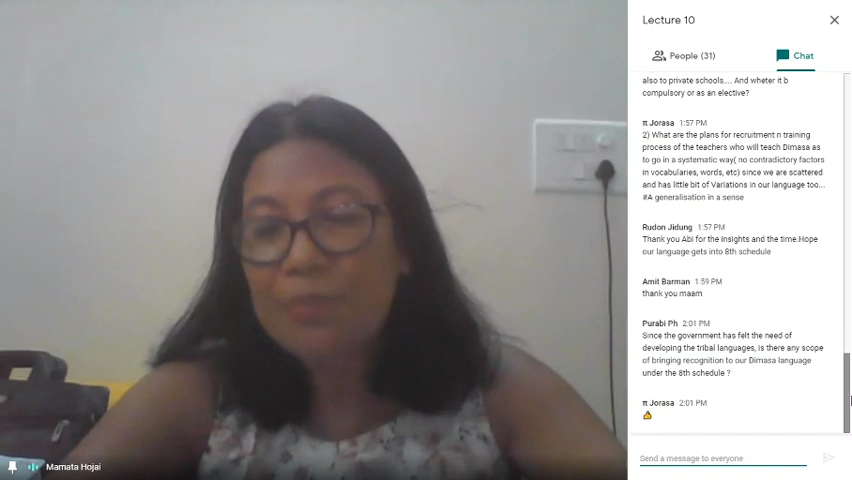 Lecture 10
People (31)
Chat
also to private schools.... And wheter it b
compulsory or as an elective?
π Jorasa 1:57 PM
2) What are the plans for recruitment n training
process of the teachers who will teach Dimasa as
to go in a systematic way( no contradictory factors
in vocabularies, words, etc) since we are scattered
and has little bit of Variations in our language too...
#A generalisation in a sense
Rudon Jidung 1:57 PM
Thank you Abi for the insights and the time.Hope
our language gets into 8th schedule
Amit Barman 1:59 PM
thank you maam
Purabi Ph 2:01 PM
Since the government has felt the need of
developing the tribal languages, is there any scope
of bringing recognition to our Dimasa language
under the 8th schedule ?
π Jorasa 2:01 PM
👍
Send a message to everyone
Mamata Hojai